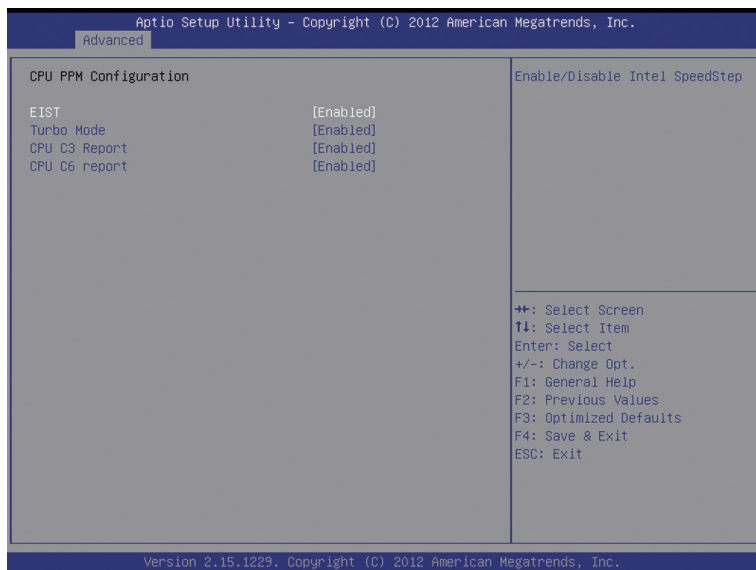 Aptio Setup Utility – Copyright (C) 2012 American Megatrends, Inc.
Advanced
CPU PPM Configuration
EIST [Enabled]
Turbo Mode [Enabled]
CPU C3 Report [Enabled]
CPU C6 report [Enabled]
Enable/Disable Intel SpeedStep
→←: Select Screen
↑↓: Select Item
Enter: Select
+/-: Change Opt.
F1: General Help
F2: Previous Values
F3: Optimized Defaults
F4: Save & Exit
ESC: Exit
Version 2.15.1229. Copyright (C) 2012 American Megatrends, Inc.